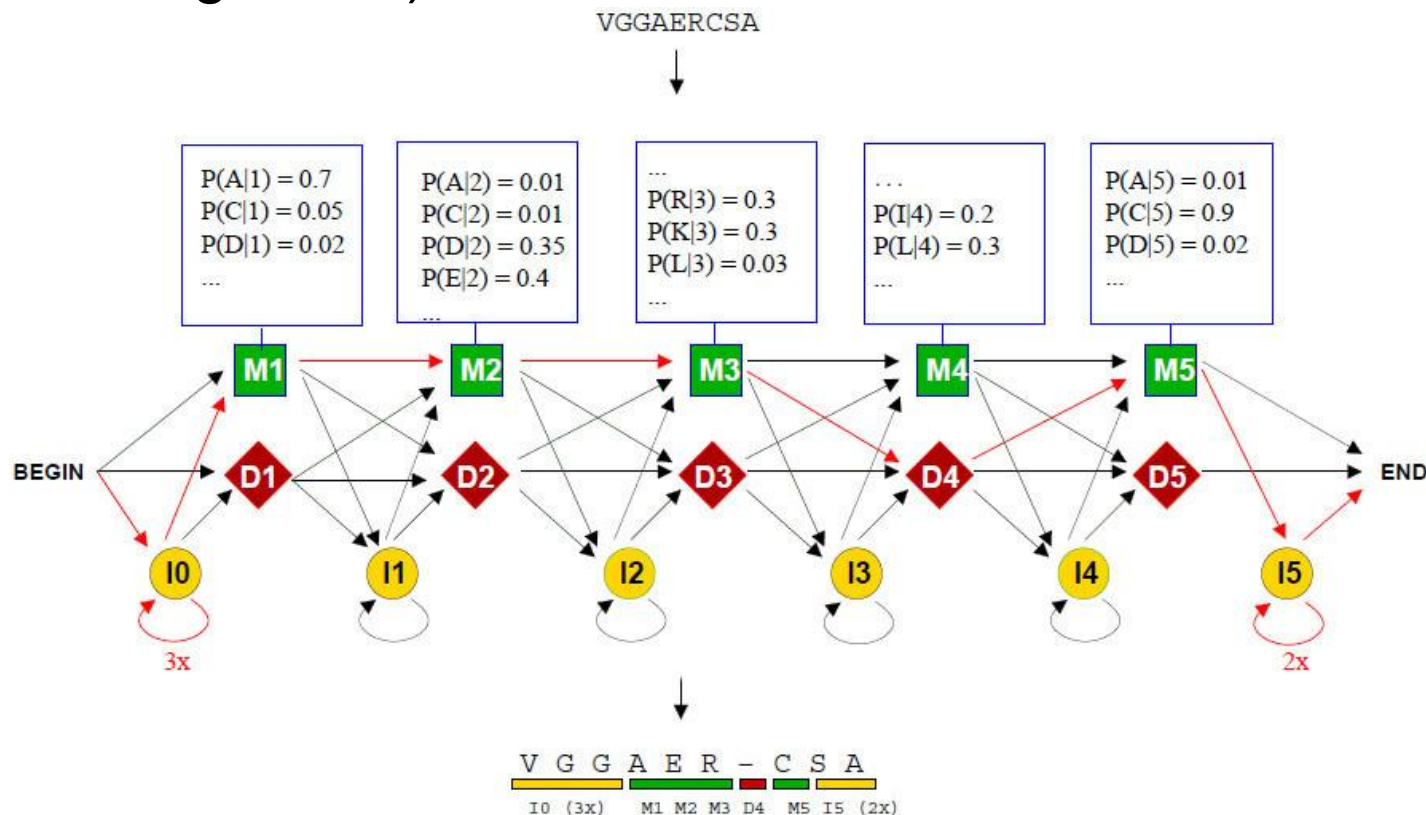 VGGAERCSA
P(A|1) = 0.7
P(C|1) = 0.05
P(D|1) = 0.02
...
P(A|2) = 0.01
P(C|2) = 0.01
P(D|2) = 0.35
P(E|2) = 0.4
...
...
P(R|3) = 0.3
P(K|3) = 0.3
P(L|3) = 0.03
...
...
P(I|4) = 0.2
P(L|4) = 0.3
...
P(A|5) = 0.01
P(C|5) = 0.9
P(D|5) = 0.02
...
M1 M2 M3 M4 M5
BEGIN D1 D2 D3 D4 D5 END
I0 I1 I2 I3 I4 I5
3x 2x
V G G A E R - C S A
I0 (3x) M1 M2 M3 D4 M5 I5 (2x)